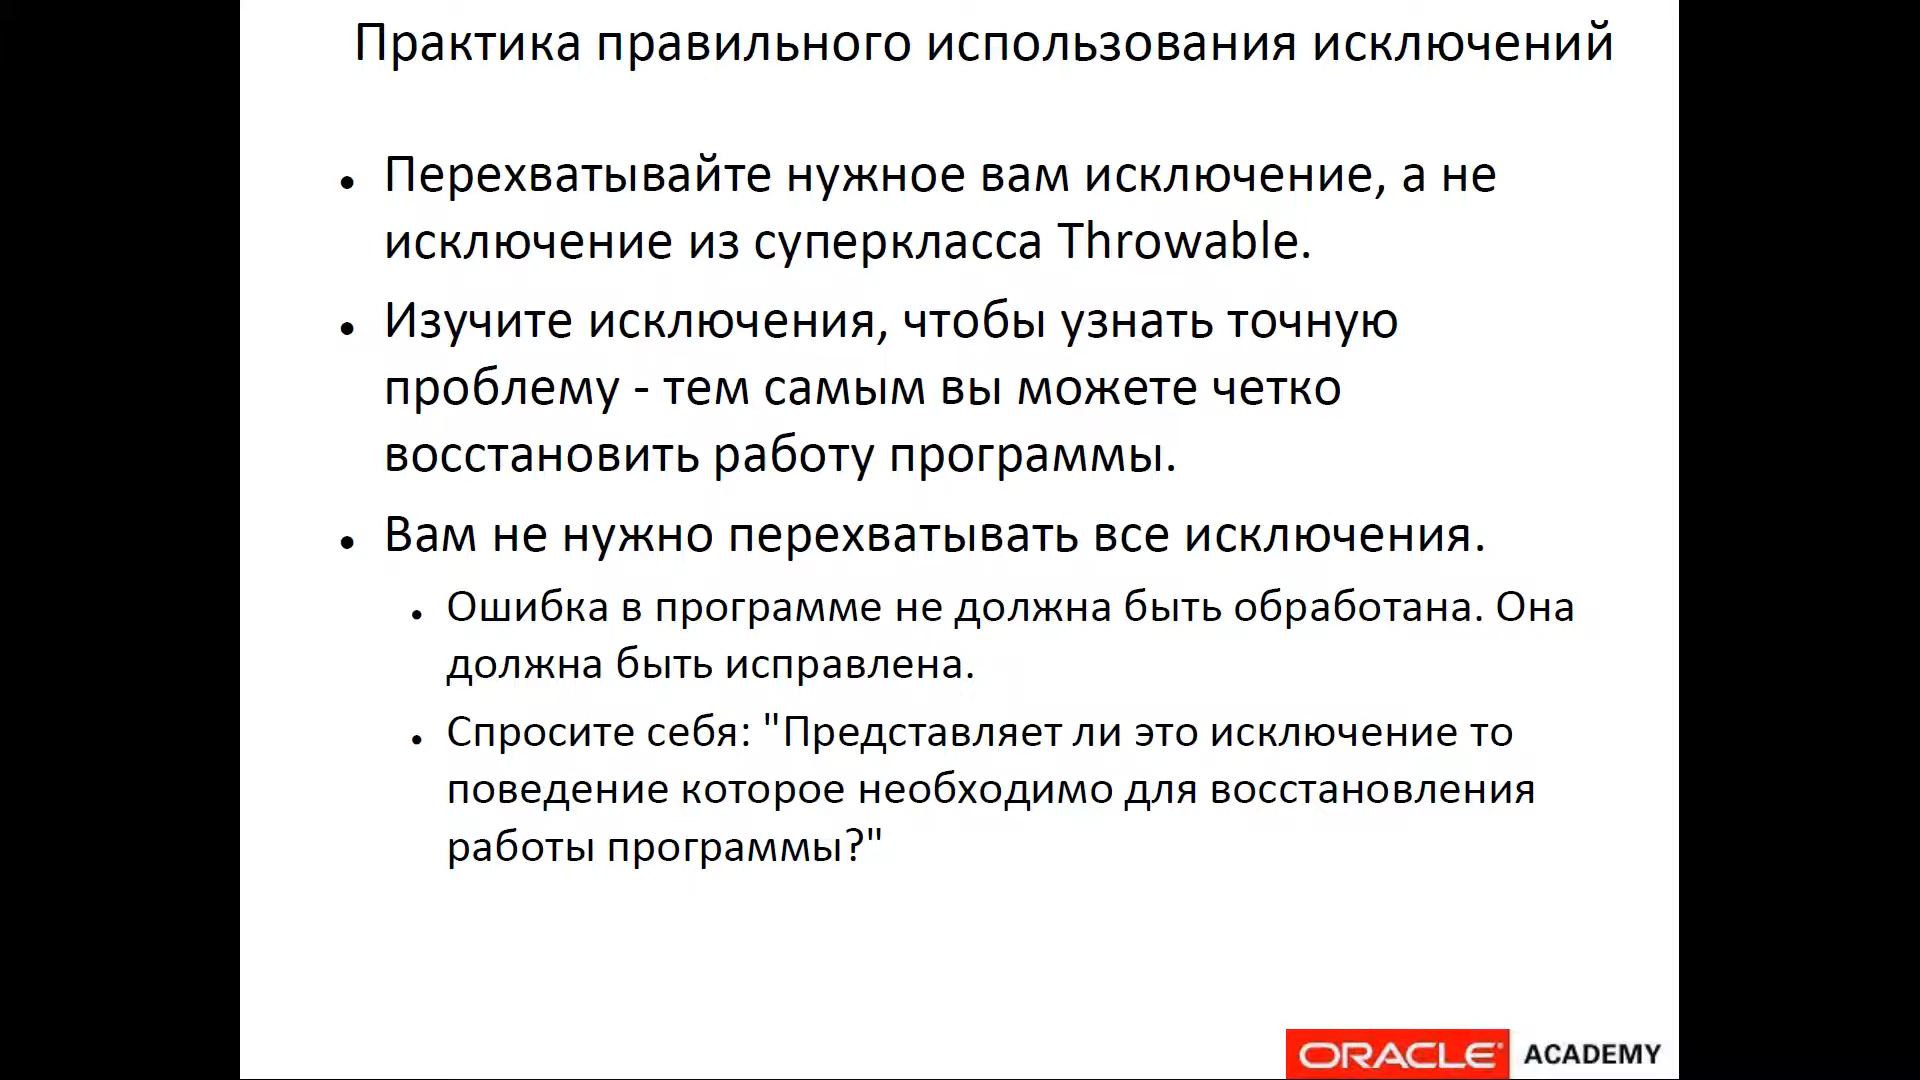 Практика правильного использования исключений
• Перехватывайте нужное вам исключение, а не
исключение из суперкласса Throwable.
• Изучите исключения, чтобы узнать точную
проблему - тем самым вы можете четко
восстановить работу программы.
• Вам не нужно перехватывать все исключения.
• Ошибка в программе не должна быть обработана. Она
должна быть исправлена.
• Спросите себя: "Представляет ли это исключение то
поведение которое необходимо для восстановления
работы программы?"
ORACLE® ACADEMY